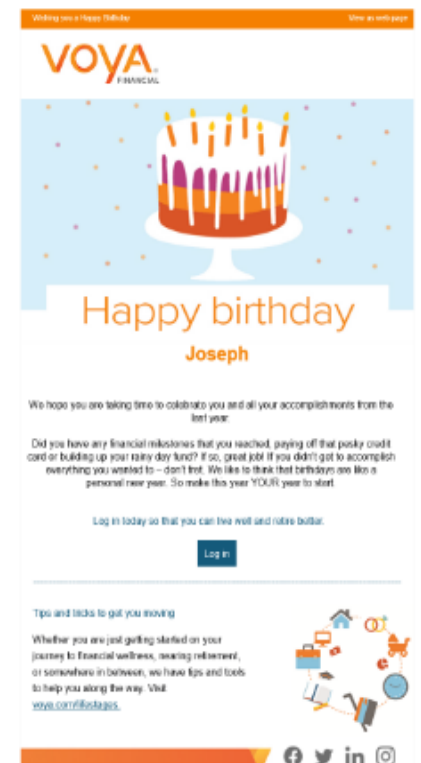 Wishing you a Happy Birthday
View as web page
VOYA
FINANCIAL
Happy birthday
Joseph
We hope you are taking time to celebrate you and all your accomplishments from the
last year.
Did you have any financial milestones that you reached, paying off that pesky credit
card or building up your rainy day fund? If so, great job! If you didn't get to accomplish
everything you wanted to – don't fret. We like to think that birthdays are like a
personal new year. So make this year YOUR year to start.
Log in today so that you can live well and retire better.
Log in
Tips and tricks to get you moving
Whether you are just getting started on your
journey to financial wellness, nearing retirement,
or somewhere in between, we have tips and tools
to help you along the way. Visit
voya.com/lifestages.